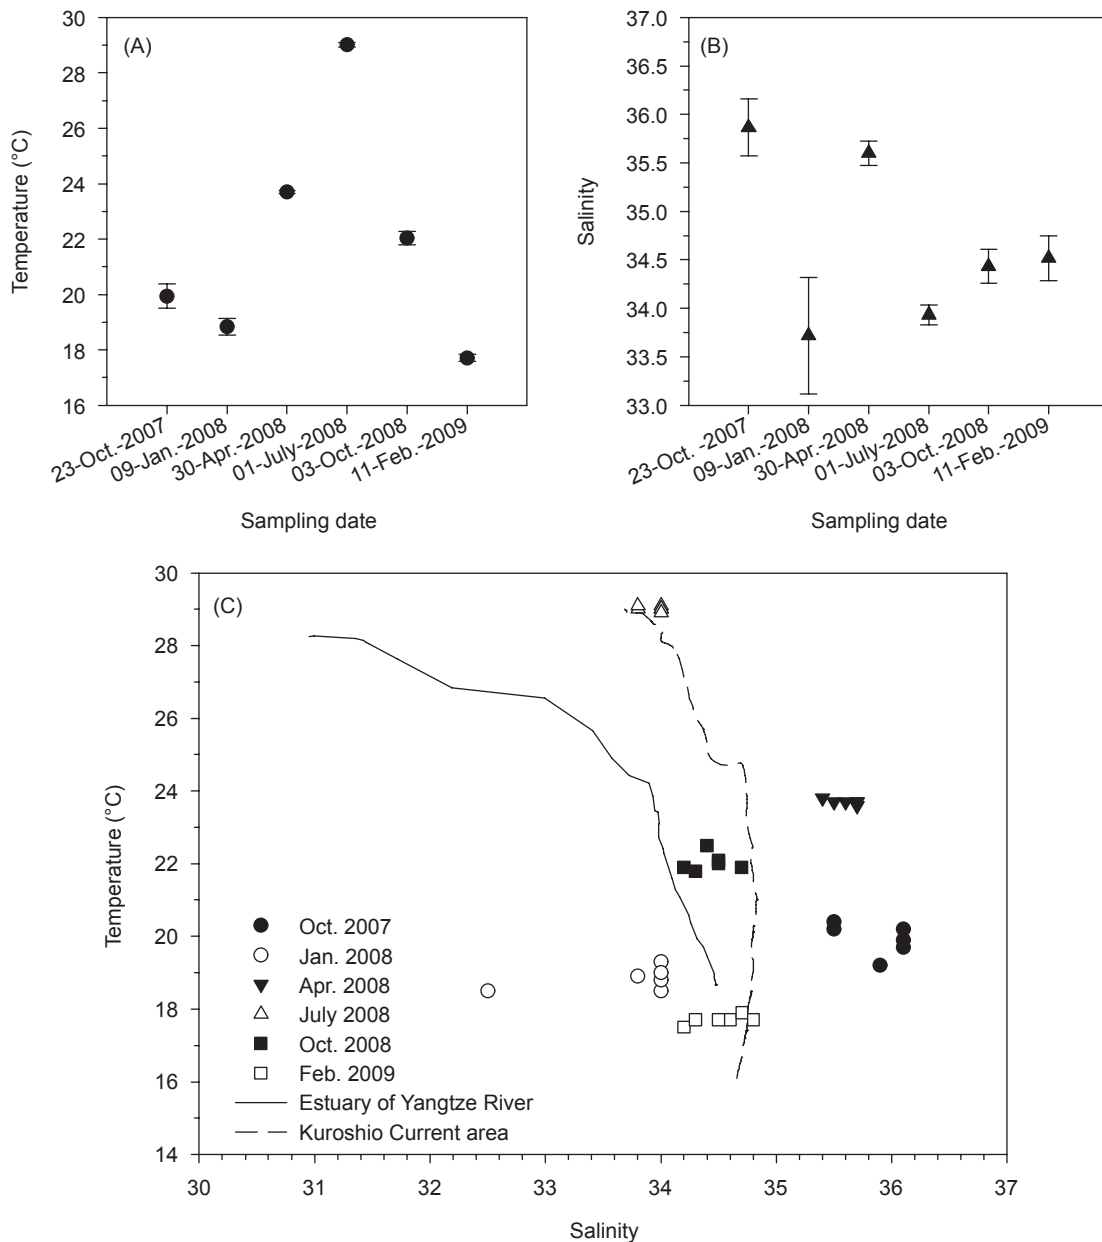 (A)
30
28
26
24
22
20
18
16
Temperature (°C)
23-Oct.-2007
09-Jan.-2008
30-Apr.-2008
01-July-2008
03-Oct.-2008
11-Feb.-2009
Sampling date
(B)
37.0
36.5
36.0
35.5
35.0
34.5
34.0
33.5
33.0
Salinity
23-Oct.-2007
09-Jan.-2008
30-Apr.-2008
01-July-2008
03-Oct.-2008
11-Feb.-2009
Sampling date
(C)
30
28
26
24
22
20
18
16
14
Temperature (°C)
Oct. 2007
Jan. 2008
Apr. 2008
July 2008
Oct. 2008
Feb. 2009
Estuary of Yangtze River
Kuroshio Current area
30 31 32 33 34 35 36 37
Salinity